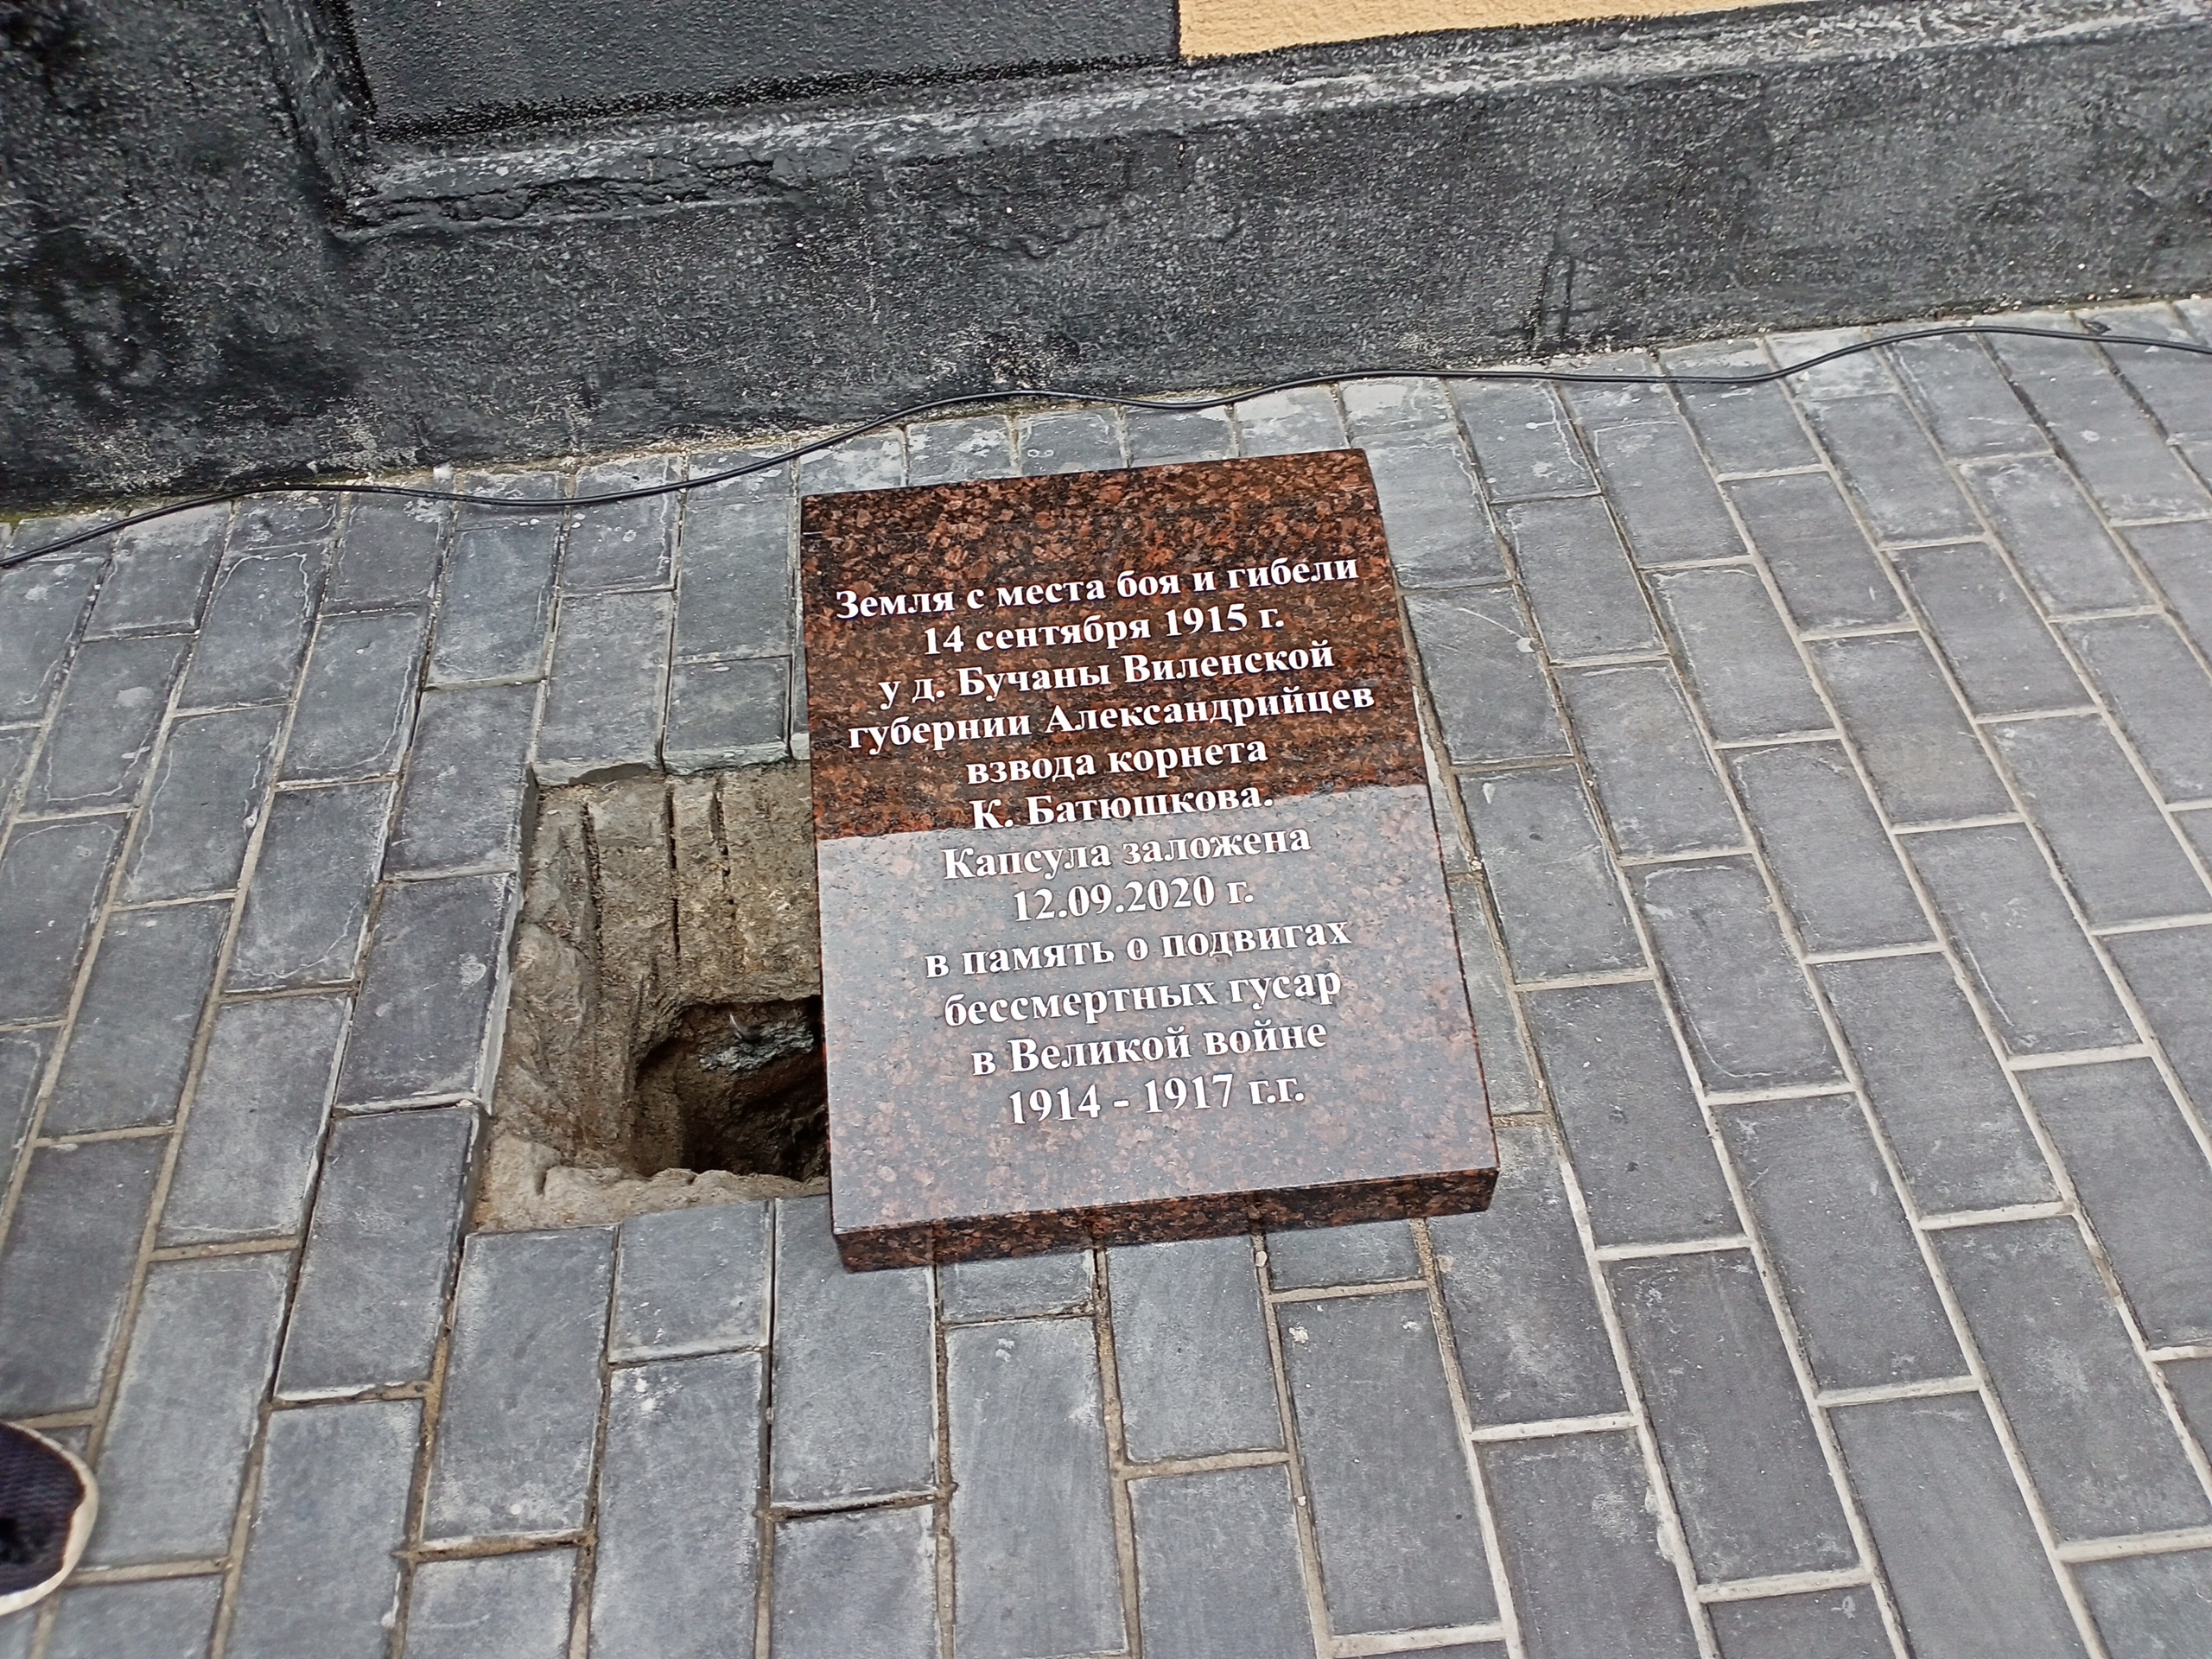 Земля с места боя и гибели
14 сентября 1915 г.
у д. Бучаны Виленской
губернии Александрийцев
взвода корнета
К. Батюшкова.
Капсула заложена
12.09.2020 г.
в память о подвигах
бессмертных гусар
в Великой войне
1914 - 1917 г.г.